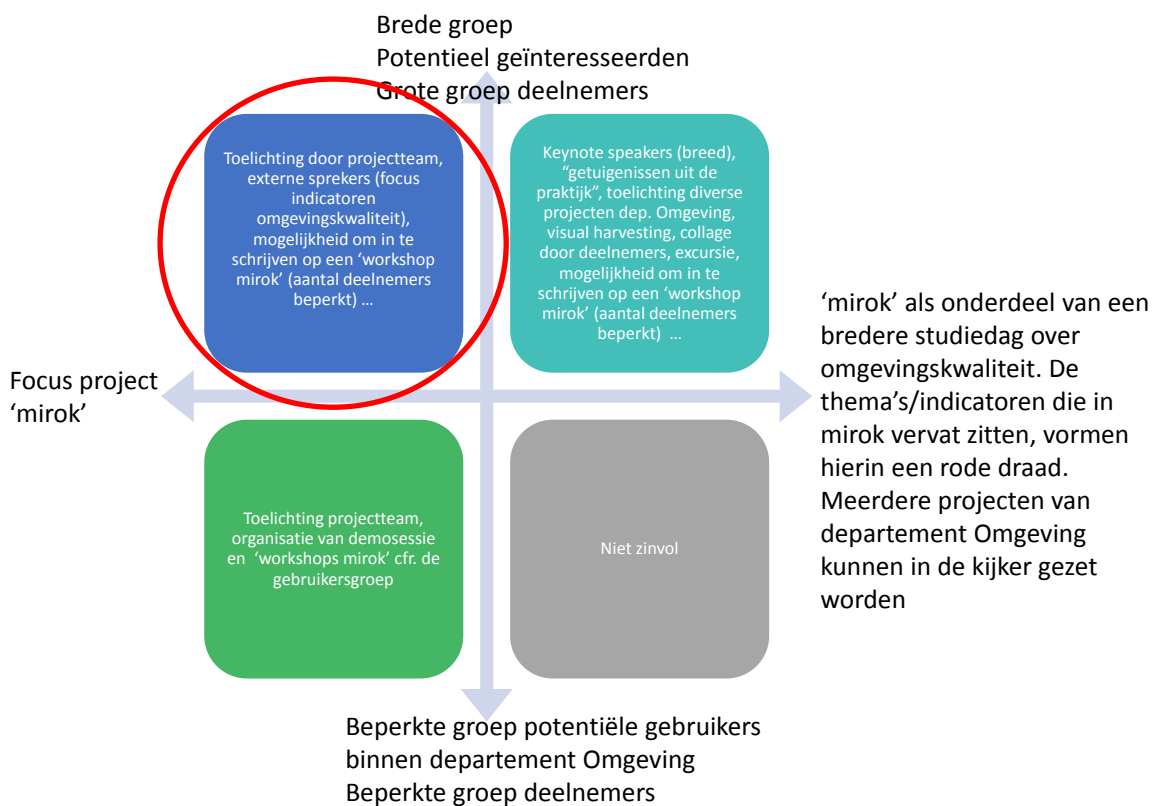 Brede groep
Potentieel geïnteresseerden
Grote groep deelnemers
Toelichting door projectteam,
externe sprekers (focus
indicatoren
omgevingskwaliteit),
mogelijkheid om in te
schrijven op een ‘workshop
mirok’ (aantal deelnemers
beperkt) ...
Keynote speakers (breed),
“getuigenissen uit de
praktijk”, toelichting diverse
projecten dep. Omgeving,
visual harvesting, collage
door deelnemers, excursie,
mogelijkheid om in te
schrijven op een ‘workshop
mirok’ (aantal deelnemers
beperkt) ...
Focus project
‘mirok’
‘mirok’ als onderdeel van een
bredere studiedag over
omgevingskwaliteit. De
thema’s/indicatoren die in
mirok vervat zitten, vormen
hierin een rode draad.
Meerdere projecten van
departement Omgeving
kunnen in de kijker gezet
worden
Toelichting projectteam,
organisatie van demosessie
en ‘workshops mirok’ cfr. de
gebruikersgroep
Niet zinvol
Beperkte groep potentiële gebruikers
binnen departement Omgeving
Beperkte groep deelnemers